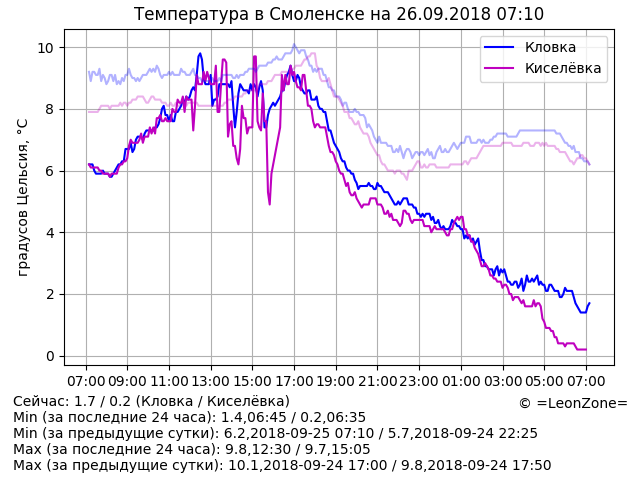 Температура в Смоленске на 26.09.2018 07:10
градусов Цельсия, °C
10
8
6
4
2
0
Кловка
Киселёвка
07:00 09:00 11:00 13:00 15:00 17:00 19:00 21:00 23:00 01:00 03:00 05:00 07:00
Сейчас: 1.7 / 0.2 (Кловка / Киселёвка)
© =LeonZone=
Min (за последние 24 часа): 1.4,06:45 / 0.2,06:35
Min (за предыдущие сутки): 6.2,2018-09-25 07:10 / 5.7,2018-09-24 22:25
Max (за последние 24 часа): 9.8,12:30 / 9.7,15:05
Max (за предыдущие сутки): 10.1,2018-09-24 17:00 / 9.8,2018-09-24 17:50